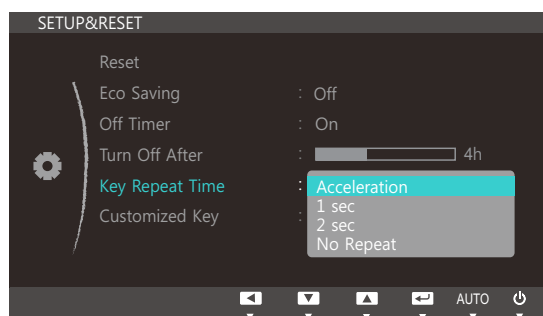 SETUP&RESET
Reset
Eco Saving : Off
Off Timer : On
Turn Off After : 4h
Key Repeat Time : Acceleration
1 sec
2 sec
Customized Key :
No Repeat
AUTO